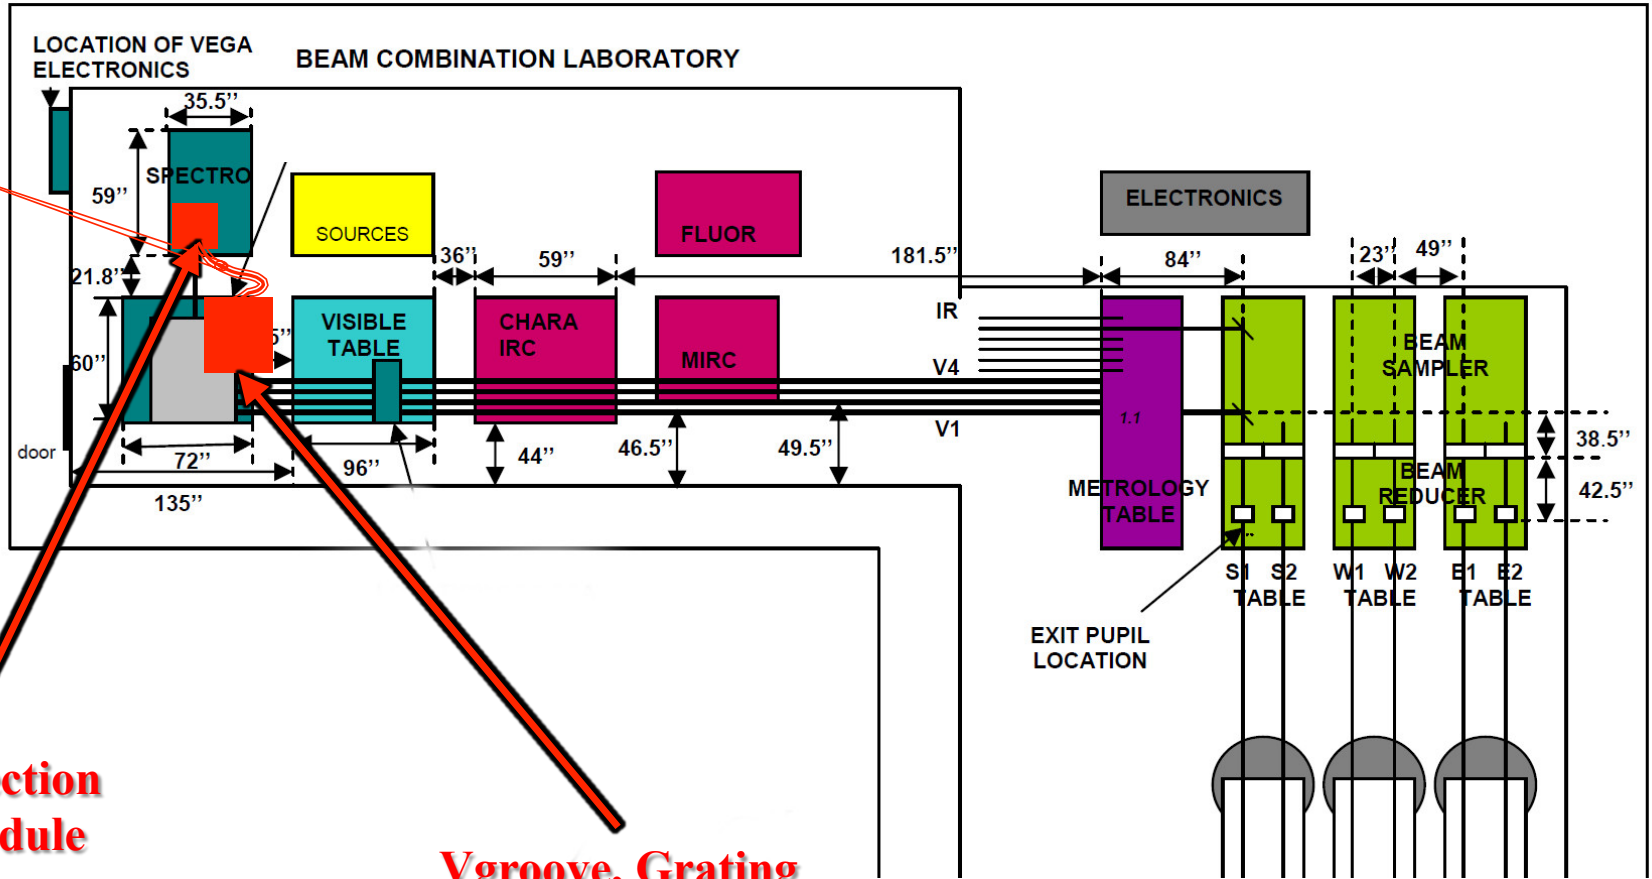 LOCATION OF VEGA
ELECTRONICS
BEAM COMBINATION LABORATORY
35.5’’
SPECTRO
59’’
SOURCES
FLUOR
ELECTRONICS
21.8’’
36’’
59’’
181.5’’
84’’
23’’
49’’
IR
VISIBLE
TABLE
CHARA
IRC
MIRC
5’’
60’’
V4
V1
BEAM
SAMPLER
1.1
door
72’’
96’’
44’’
46.5’’
49.5’’
38.5’’
135’’
METROLOGY
TABLE
BEAM
REDUCER
42.5’’
S1 S2
TABLE
W1 W2
TABLE
E1 E2
TABLE
EXIT PUPIL
LOCATION
ction
dule
Vgroove, Grating